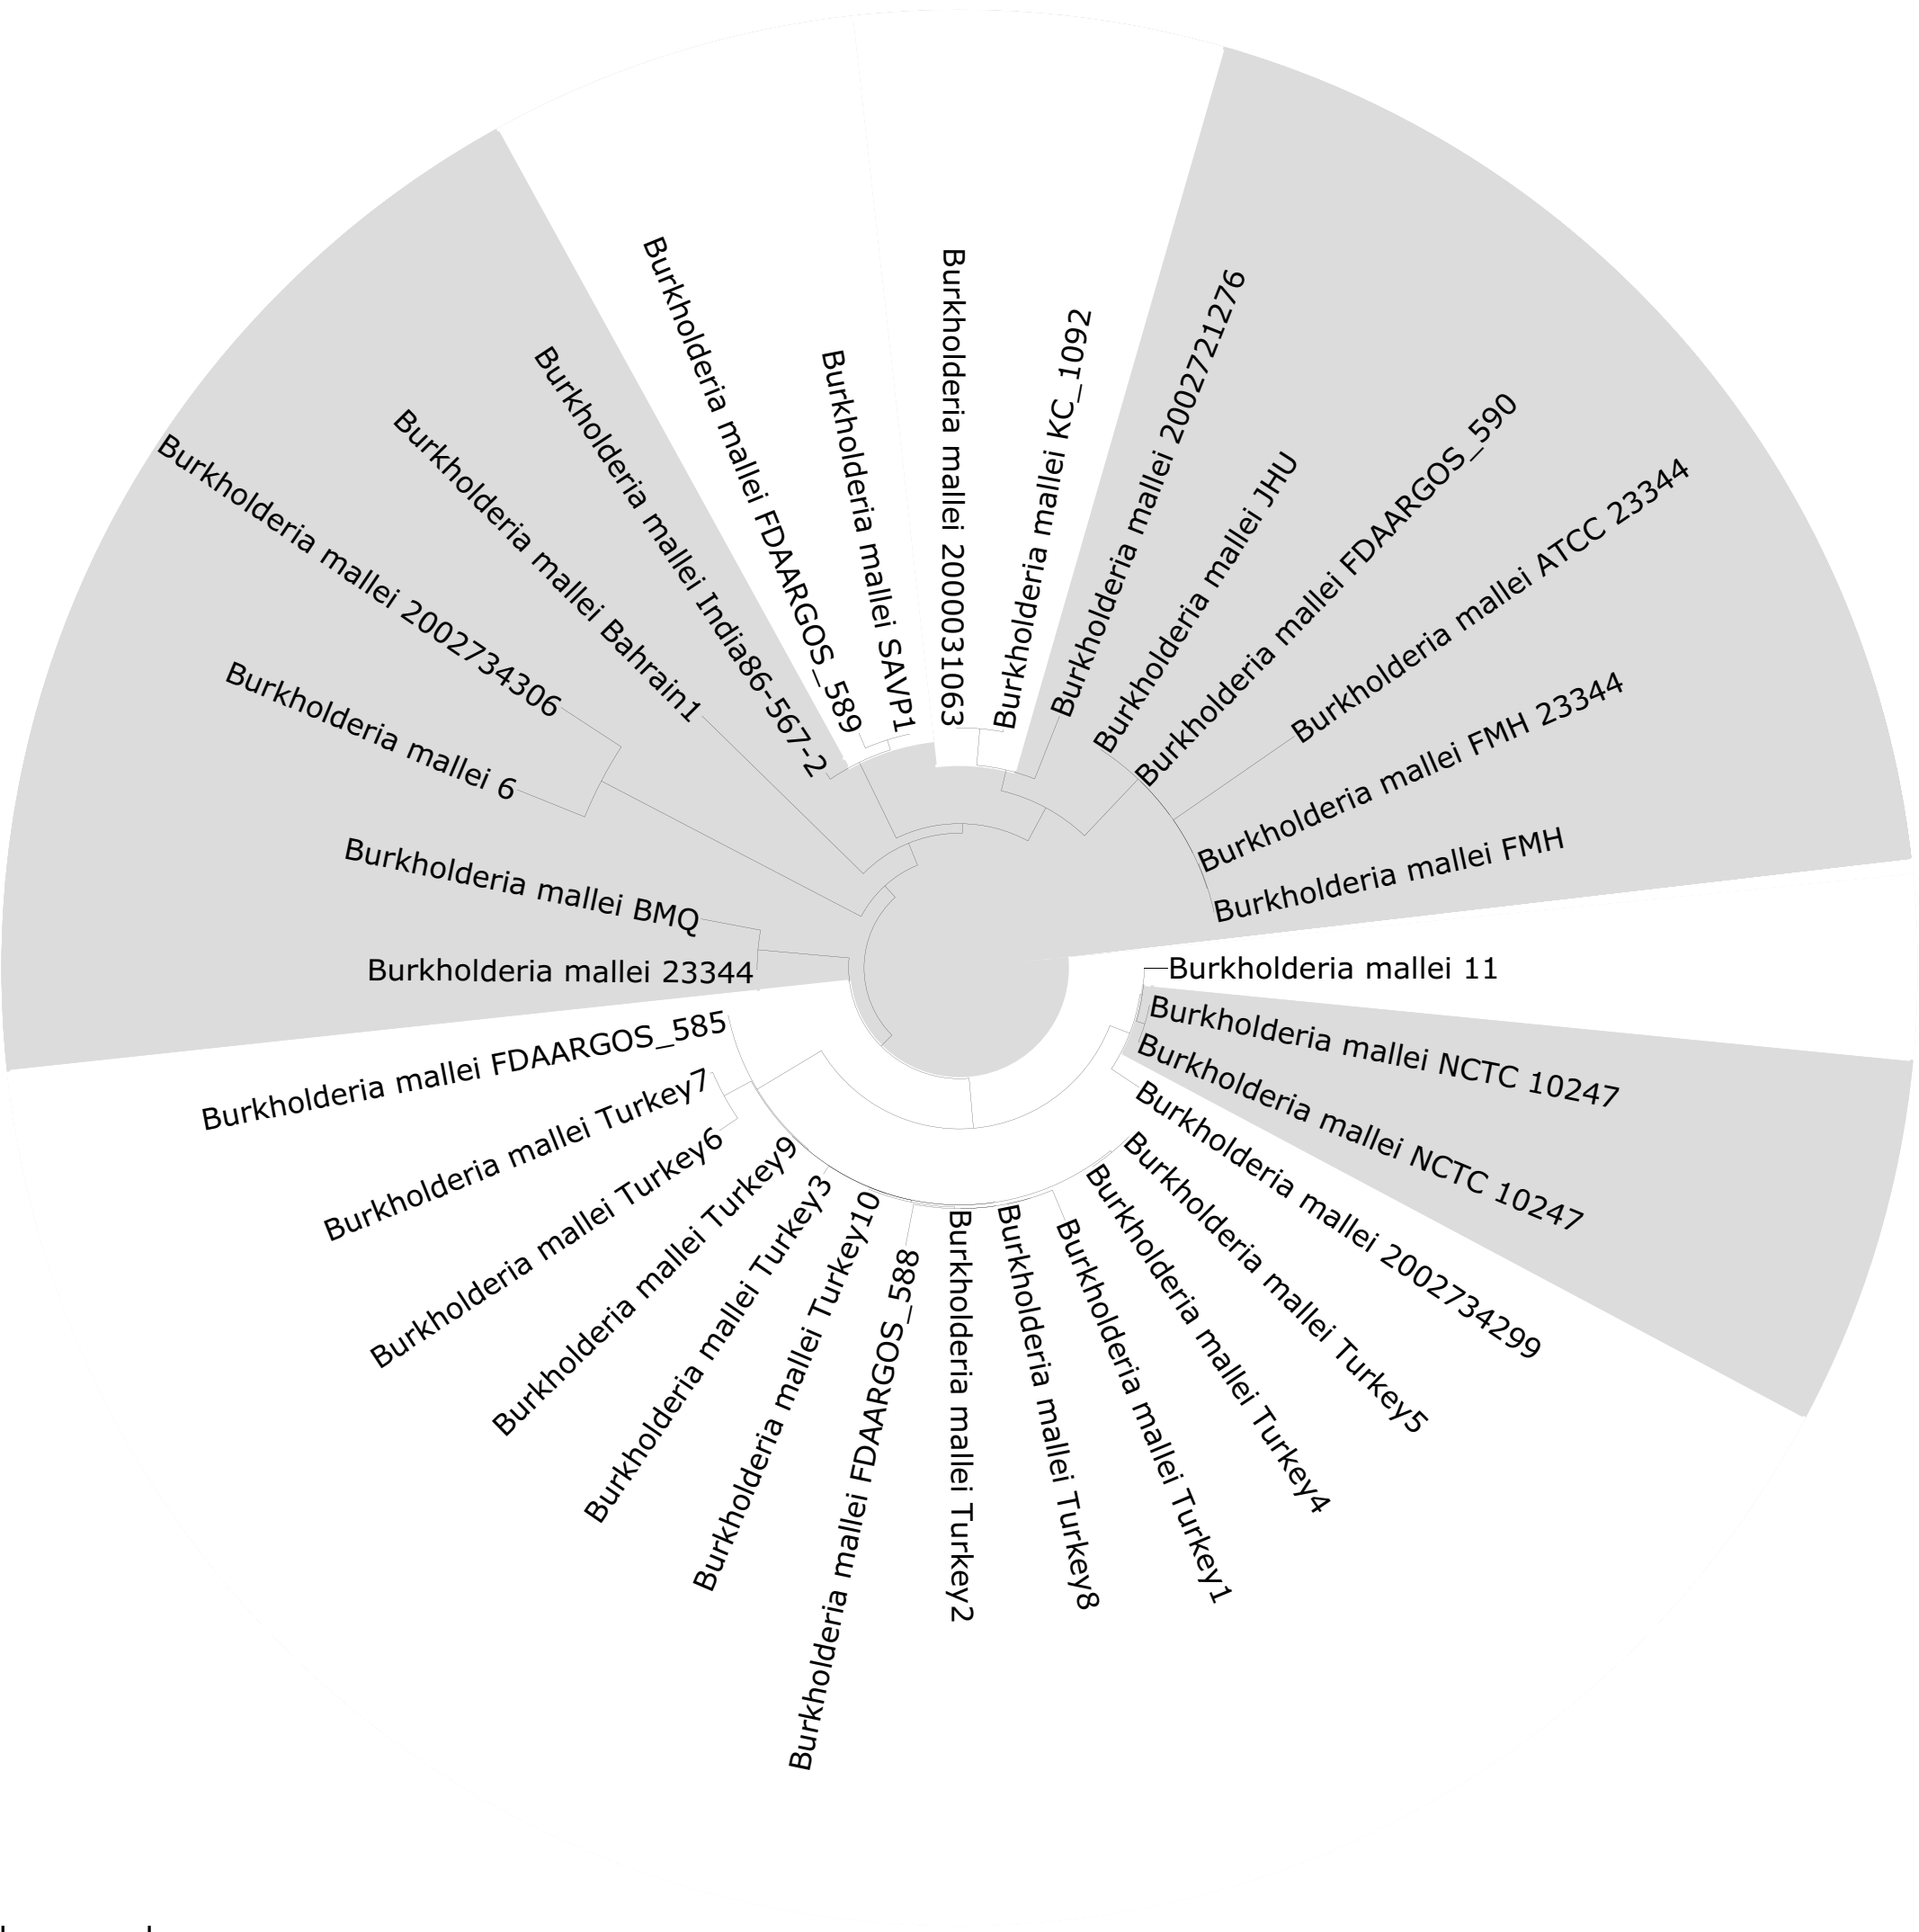 Burkholderia mallei FDAARGOS_589
Burkholderia mallei SAVP1
Burkholderia mallei 2000031063
Burkholderia mallei KC_1092
Burkholderia mallei 2002721276
Burkholderia mallei JHU
Burkholderia mallei FDAARGOS_590
Burkholderia mallei ATCC 23344
Burkholderia mallei FMH 23344
Burkholderia mallei FMH
Burkholderia mallei 11
Burkholderia mallei NCTC 10247
Burkholderia mallei NCTC 10247
Burkholderia mallei 2002734299
Burkholderia mallei Turkey5
Burkholderia mallei Turkey4
Burkholderia mallei Turkey1
Burkholderia mallei Turkey8
Burkholderia mallei Turkey2
Burkholderia mallei FDAARGOS_588
Burkholderia mallei Turkey10
Burkholderia mallei Turkey3
Burkholderia mallei Turkey9
Burkholderia mallei Turkey6
Burkholderia mallei Turkey7
Burkholderia mallei FDAARGOS_585
Burkholderia mallei 23344
Burkholderia mallei BMQ
Burkholderia mallei 6
Burkholderia mallei 2002734306
Burkholderia mallei Bahrain1
Burkholderia mallei India86-567-2